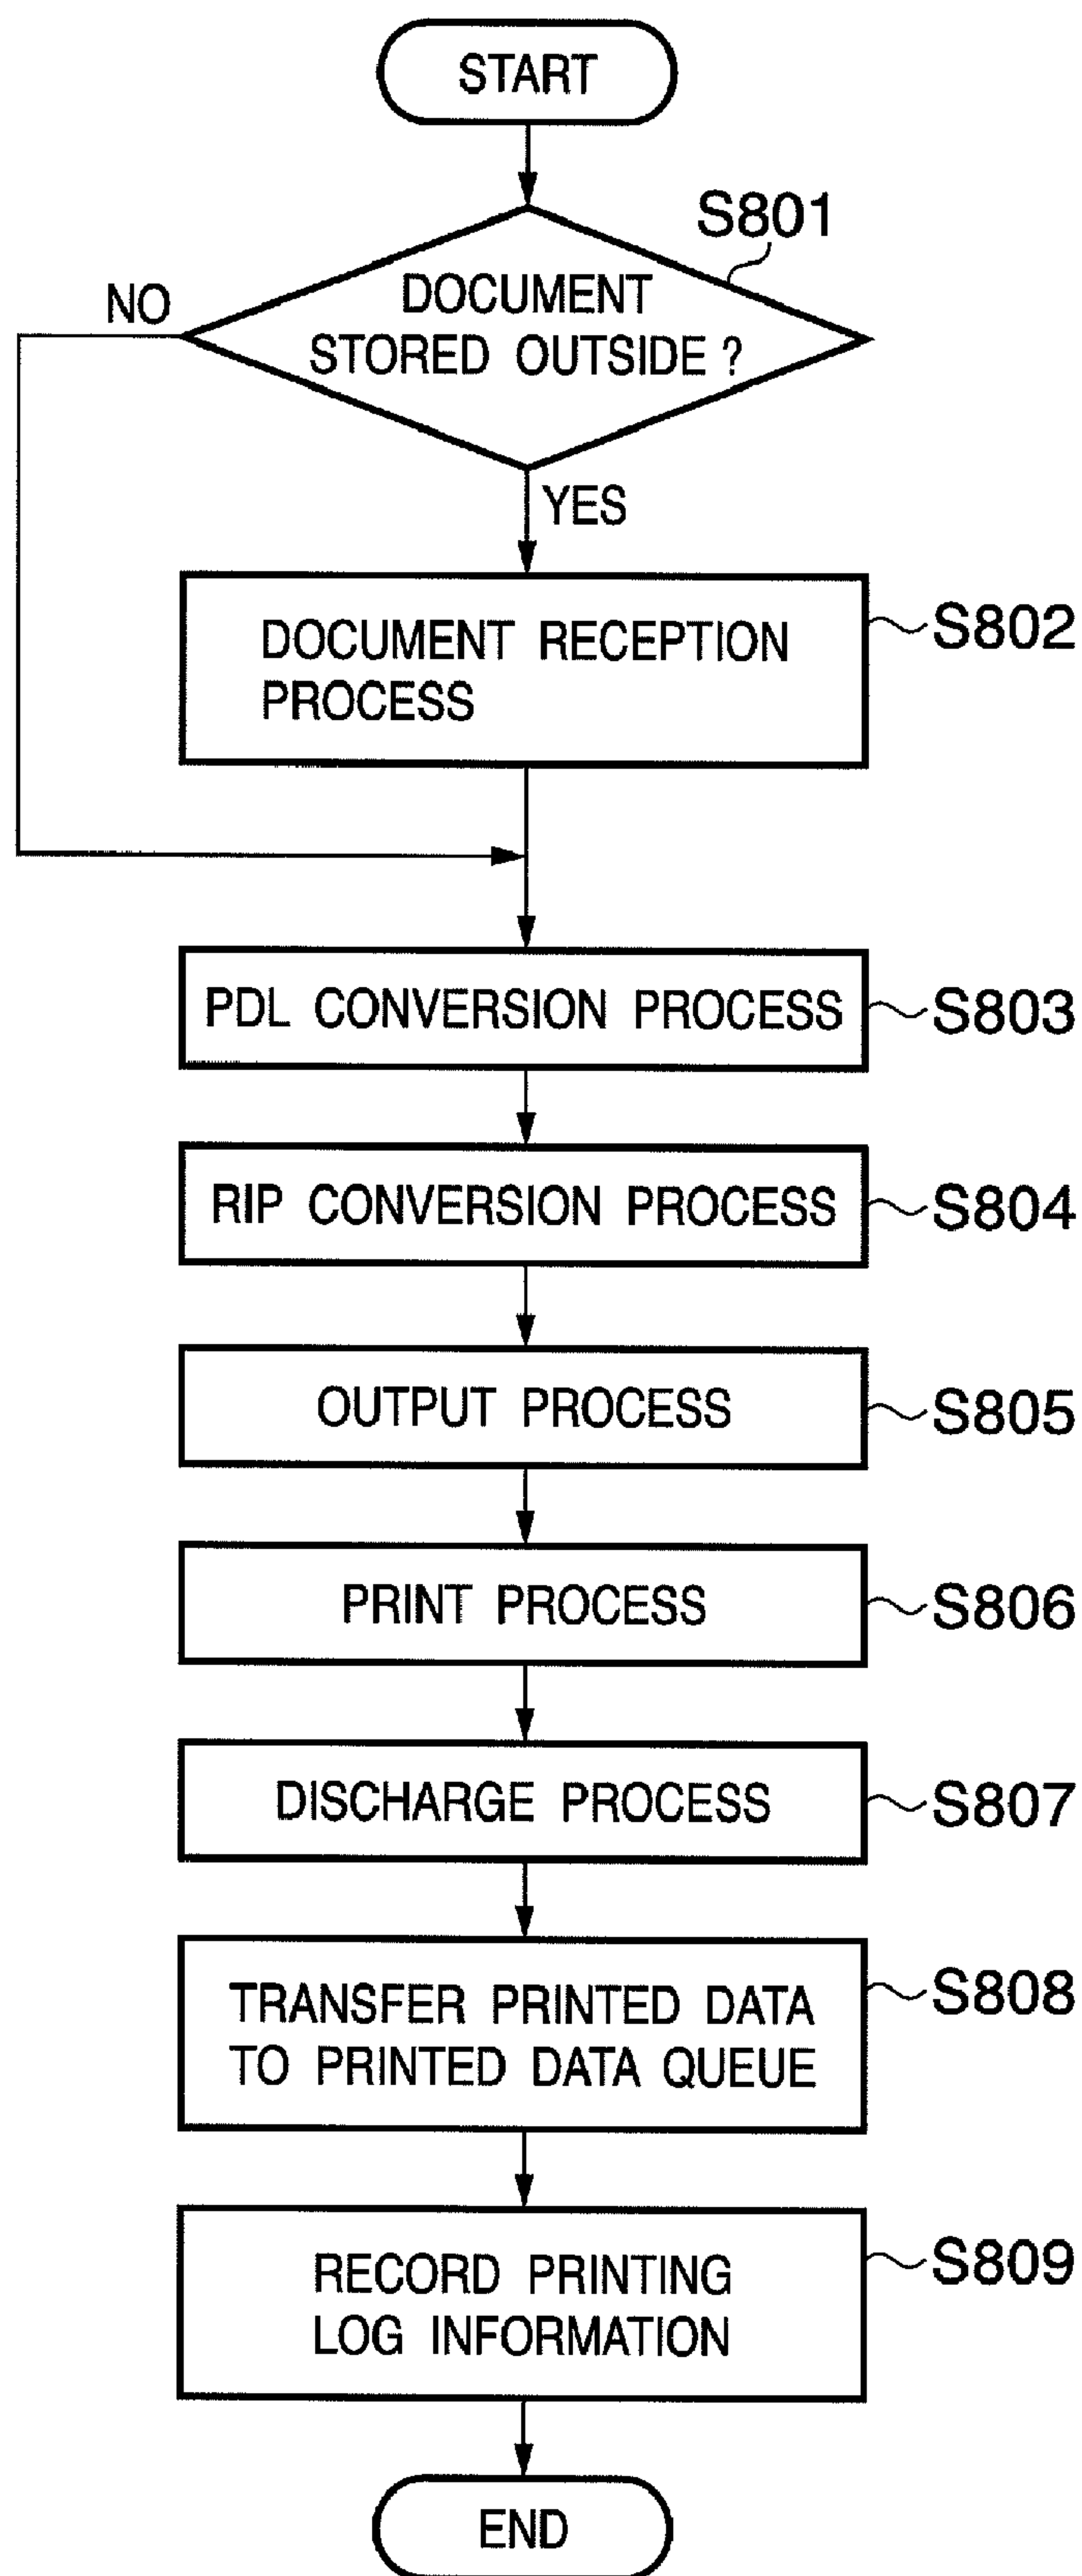 START
S801
DOCUMENT
STORED OUTSIDE ?
NO
YES
DOCUMENT RECEPTION
PROCESS
S802
PDL CONVERSION PROCESS
S803
RIP CONVERSION PROCESS
S804
OUTPUT PROCESS
S805
PRINT PROCESS
S806
DISCHARGE PROCESS
S807
TRANSFER PRINTED DATA
TO PRINTED DATA QUEUE
S808
RECORD PRINTING
LOG INFORMATION
S809
END